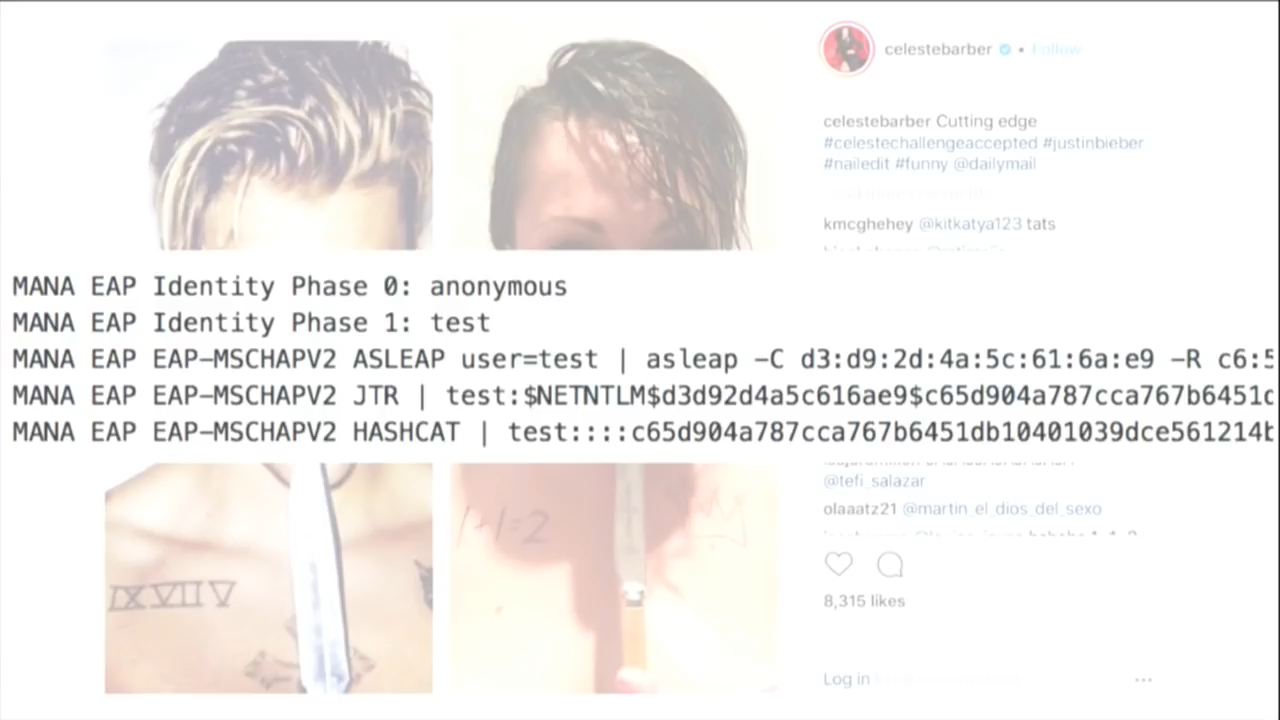 celestebarber • Follow
celestebarber Cutting edge
#celestechallengeaccepted #justinbieber
#nailedit #funny @dailymail
kmcghehey @kitkatya123 tats
MANA EAP Identity Phase 0: anonymous
MANA EAP Identity Phase 1: test
MANA EAP EAP-MSCHAPV2 ASLEAP user=test | asleap -C d3:d9:2d:4a:5c:61:6a:e9 -R c6:5
MANA EAP EAP-MSCHAPV2 JTR | test:$NETNTLM$d3d92d4a5c616ae9$c65d904a787cca767b6451d
MANA EAP EAP-MSCHAPV2 HASHCAT | test::::c65d904a787cca767b6451db10401039dce561214b
@tefi_salazar
olaaatz21 @martin_el_dios_del_sexo
1+1=2
IX VII V
8,315 likes
Log in